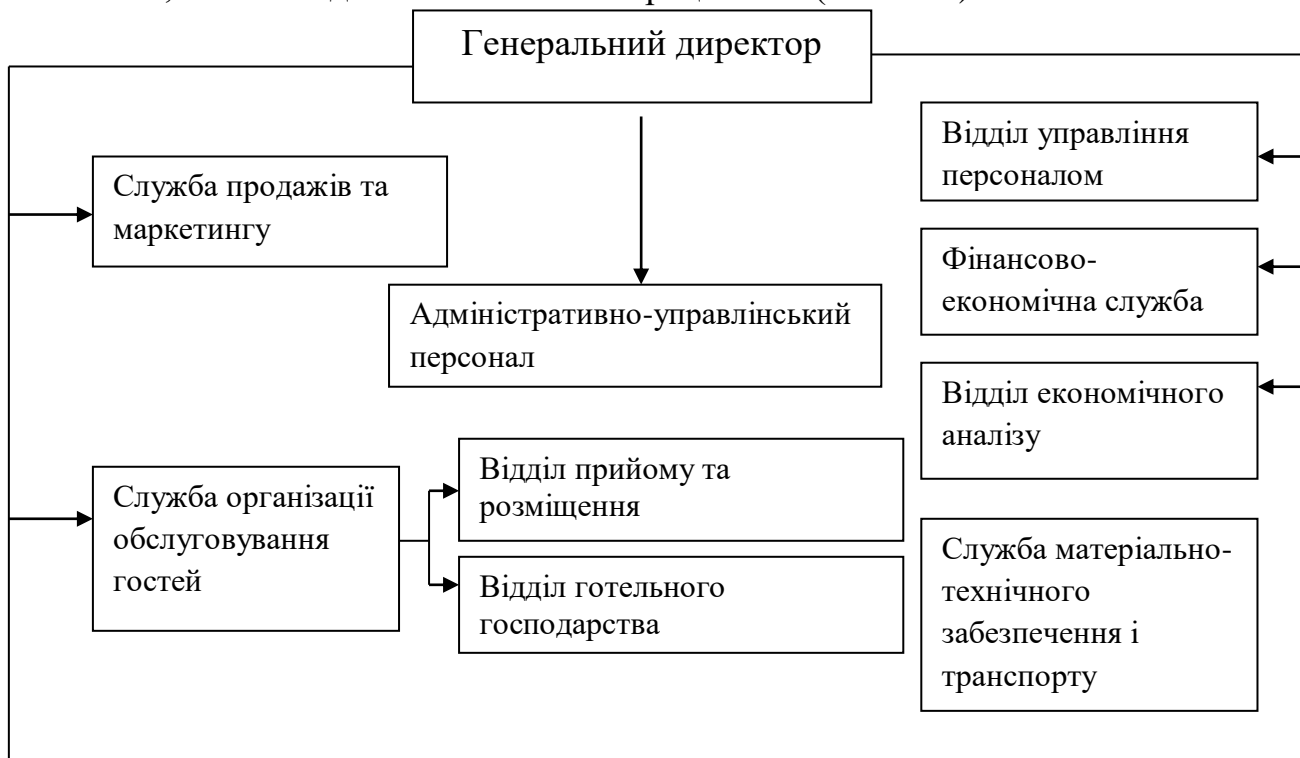 Генеральний директор
Відділ управління
персоналом
Служба продажів та
маркетингу
Фінансово-
економічна служба
Адміністративно-управлінський
персонал
Відділ економічного
аналізу
Служба організації
обслуговування
гостей
Відділ прийому та
розміщення
Відділ готельного
господарства
Служба матеріально-
технічного
забезпечення і
транспорту